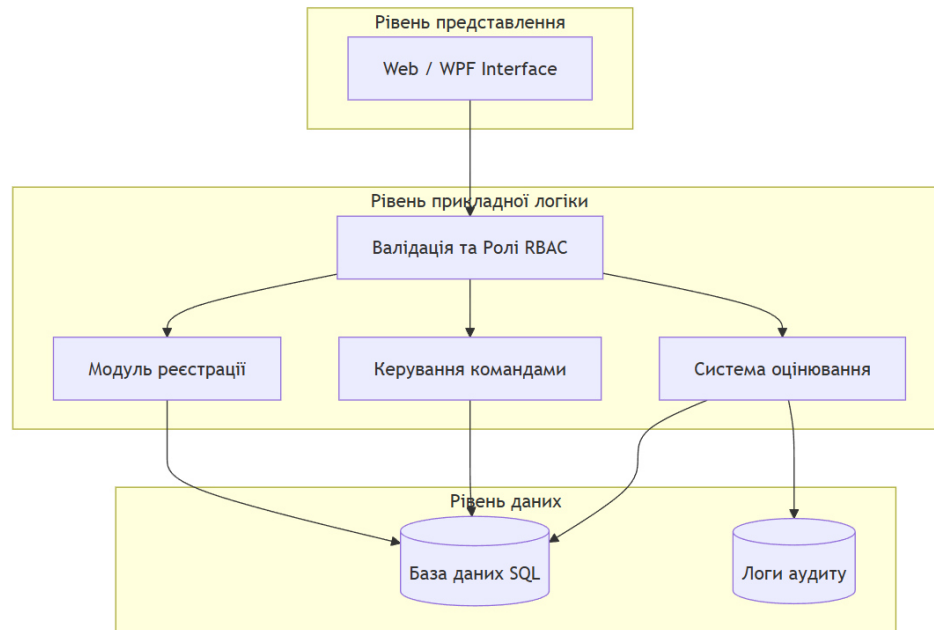 Рівень представлення
Web / WPF Interface
Рівень прикладної логіки
Валідація та Ролі RBAC
Модуль реєстрації
Керування командами
Система оцінювання
Рівень даних
База даних SQL
Логи аудиту